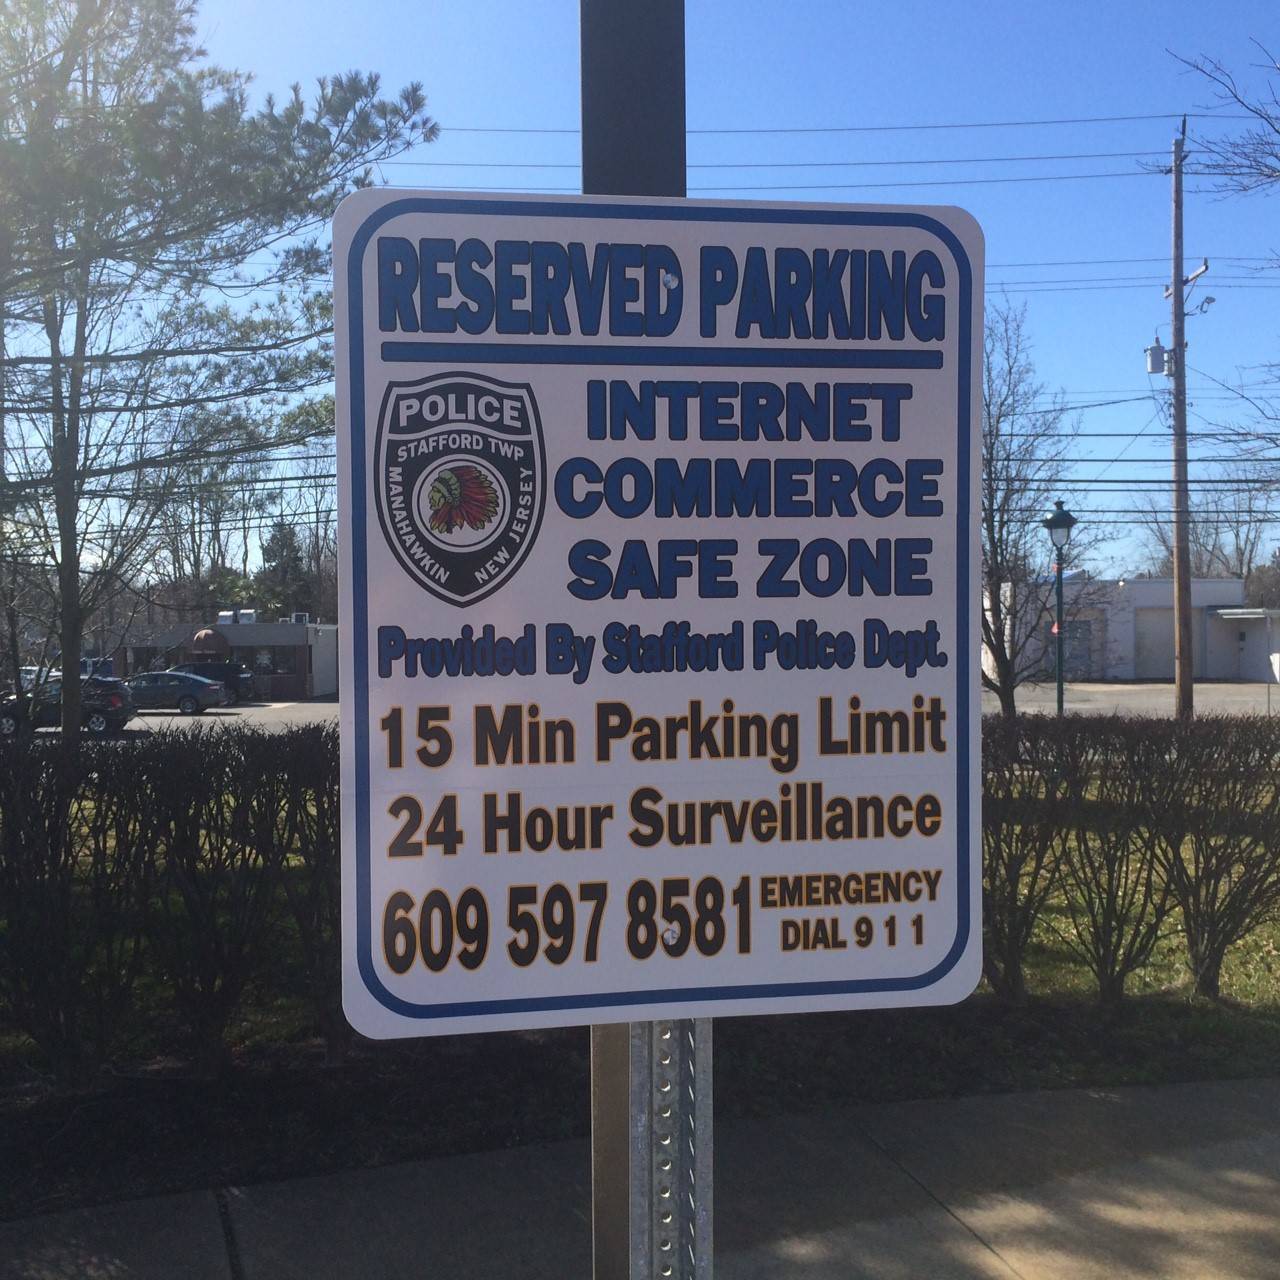 RESERVED PARKING
POLICE
STAFFORD TWP
MANAHAWKIN
NEW JERSEY
INTERNET
COMMERCE
SAFE ZONE
Provided By Stafford Police Dept.
15 Min Parking Limit
24 Hour Surveillance
609 597 8581
EMERGENCY
DIAL 9 1 1